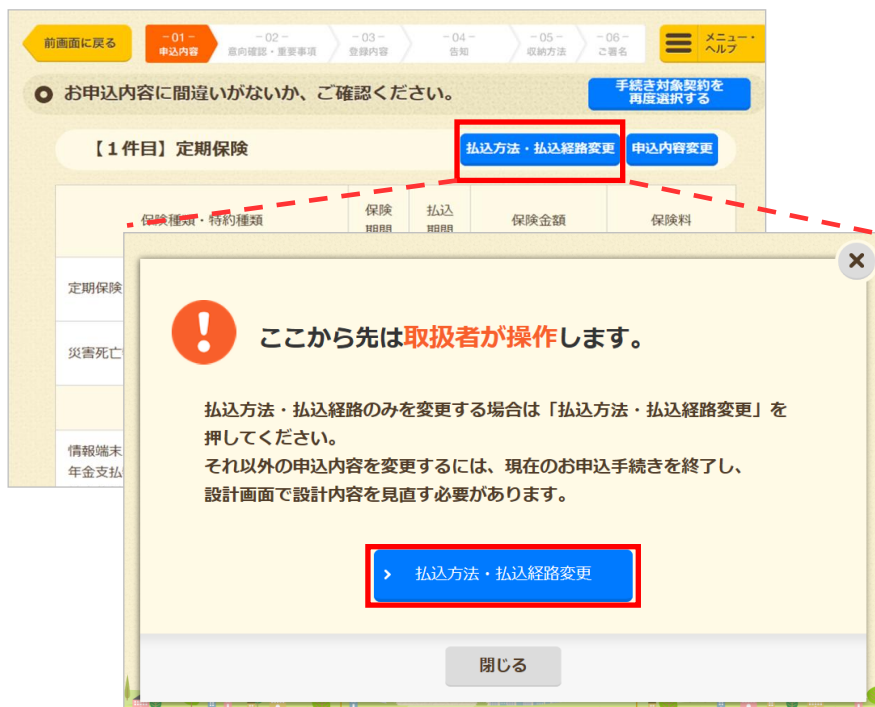 前画面に戻る
－01－
申込内容
－02－
意向確認・重要事項
－03－
登録内容
－04－
告知
－05－
収納方法
－06－
ご署名
メニュー・
ヘルプ
お申込内容に間違いがないか、ご確認ください。
手続き対象契約を
再度選択する
【１件目】定期保険
払込方法・払込経路変更
申込内容変更
保険種類・特約種類
保険
期間
払込
期間
保険金額
保険料
定期保険
災害死亡
情報端末
年金支払
ここから先は取扱者が操作します。
払込方法・払込経路のみを変更する場合は「払込方法・払込経路変更」を
押してください。
それ以外の申込内容を変更するには、現在のお申込手続きを終了し、
設計画面で設計内容を見直す必要があります。
払込方法・払込経路変更
閉じる